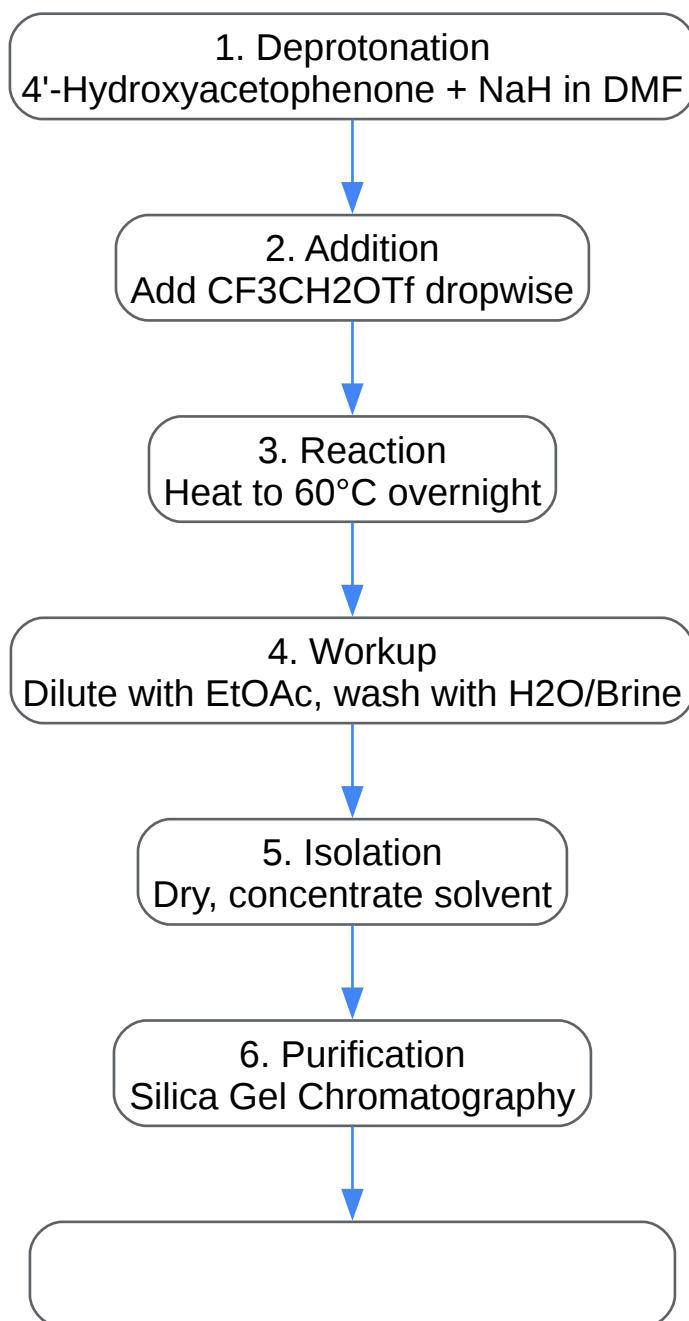 1. Deprotonation
4'-Hydroxyacetophenone + NaH in DMF
2. Addition
Add CF3CH2OTf dropwise
3. Reaction
Heat to 60°C overnight
4. Workup
Dilute with EtOAc, wash with H2O/Brine
5. Isolation
Dry, concentrate solvent
6. Purification
Silica Gel Chromatography